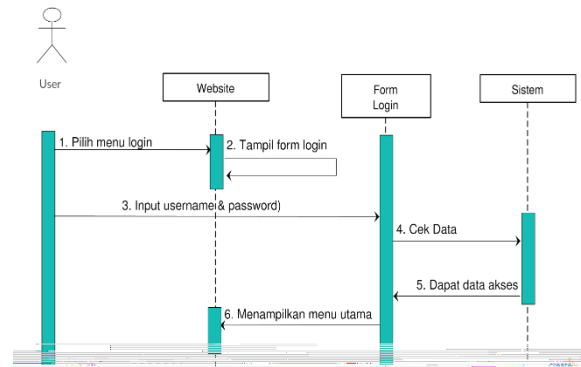 User
Website
Form
Login
Sistem
1. Pilih menu login
2. Tampil form login
3. Input username & password)
4. Cek Data
5. Dapat data akses
6. Menampilkan menu utama